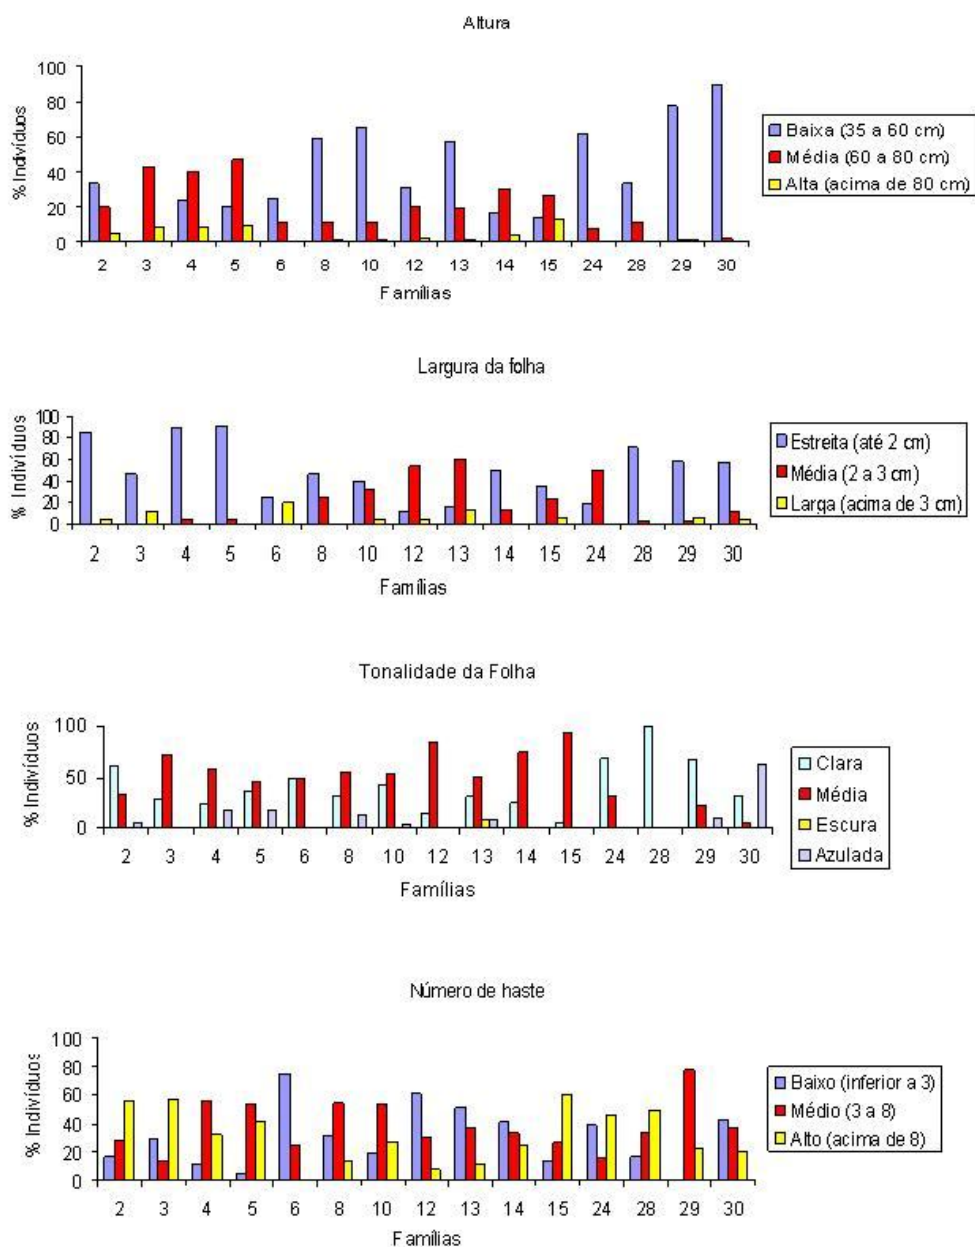 Altura
% Indivíduos
100
80
60
40
20
0
2 3 4 5 6 8 10 12 13 14 15 24 28 29 30
Famílias
Baixa (35 a 60 cm)
Média (60 a 80 cm)
Alta (acima de 80 cm)
Largura da folha
% Indivíduos
100
80
60
40
20
0
2 3 4 5 6 8 10 12 13 14 15 24 28 29 30
Famílias
Estreita (até 2 cm)
Média (2 a 3 cm)
Larga (acima de 3 cm)
Tonalidade da Folha
% Indivíduos
100
50
0
2 3 4 5 6 8 10 12 13 14 15 24 28 29 30
Famílias
Clara
Média
Escura
Azulada
Número de haste
% Indivíduos
100
80
60
40
20
0
2 3 4 5 6 8 10 12 13 14 15 24 28 29 30
Famílias
Baixo (inferior a 3)
Médio (3 a 8)
Alto (acima de 8)